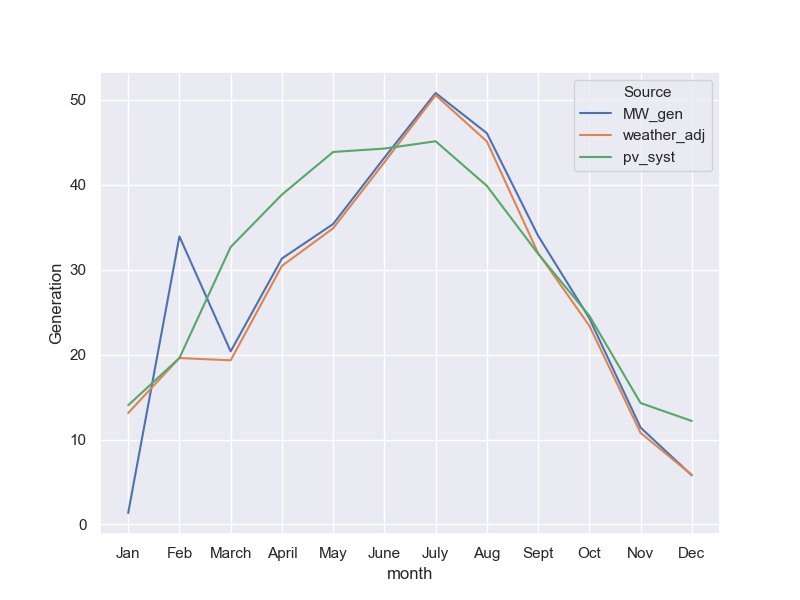 Source
MW_gen
weather_adj
pv_syst
Generation
50
40
30
20
10
0
Jan Feb March April May June July Aug Sept Oct Nov Dec
month